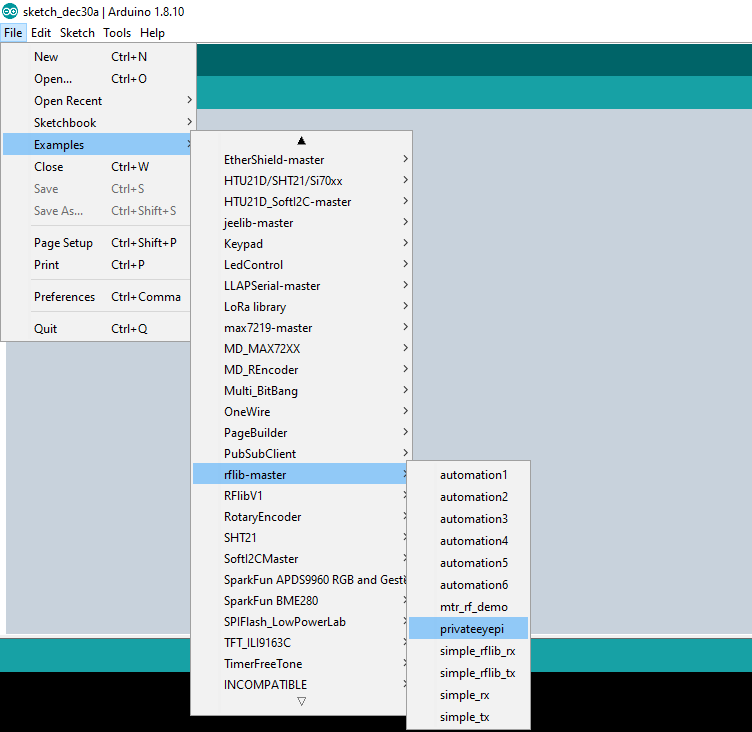 sketch_dec30a | Arduino 1.8.10
File Edit Sketch Tools Help
New Ctrl+N
Open... Ctrl+O
Open Recent
Sketchbook
Examples
Close Ctrl+W
Save Ctrl+S
Save As... Ctrl+Shift+S
Page Setup Ctrl+Shift+P
Print Ctrl+P
Preferences Ctrl+Comma
Quit Ctrl+Q
EtherShield-master
HTU21D/SHT21/Si70xx
HTU21D_SoftI2C-master
jeelib-master
Keypad
LedControl
LLAPSerial-master
LoRa library
max7219-master
MD_MAX72XX
MD_REncoder
Multi_BitBang
OneWire
PageBuilder
PubSubClient
rflib-master
RFlibV1
RotaryEncoder
SHT21
SoftI2CMaster
SparkFun APDS9960 RGB and Gest
SparkFun BME280
SPIFlash_LowPowerLab
TFT_ILI9163C
TimerFreeTone
INCOMPATIBLE
automation1
automation2
automation3
automation4
automation5
automation6
mtr_rf_demo
privateeyepi
simple_rflib_rx
simple_rflib_tx
simple_rx
simple_tx